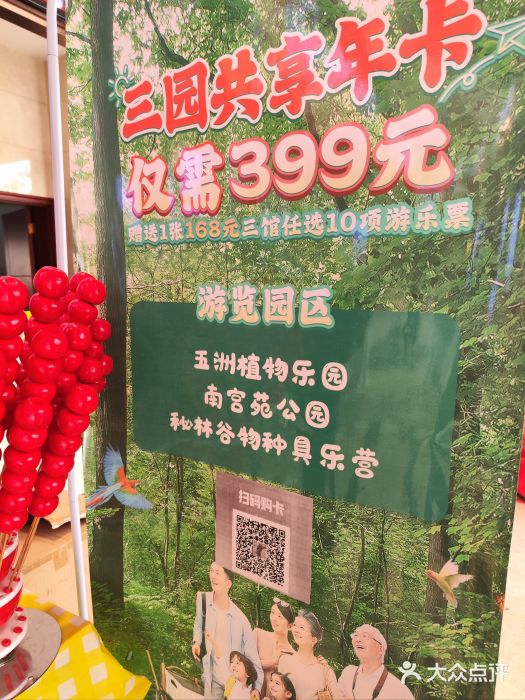 三园共享年卡
仅需399元
赠送1张168元三馆任选10项游乐票
游览园区
五洲植物乐园
南宫苑公园
秘林谷物种具乐营
扫码购卡
大众点评